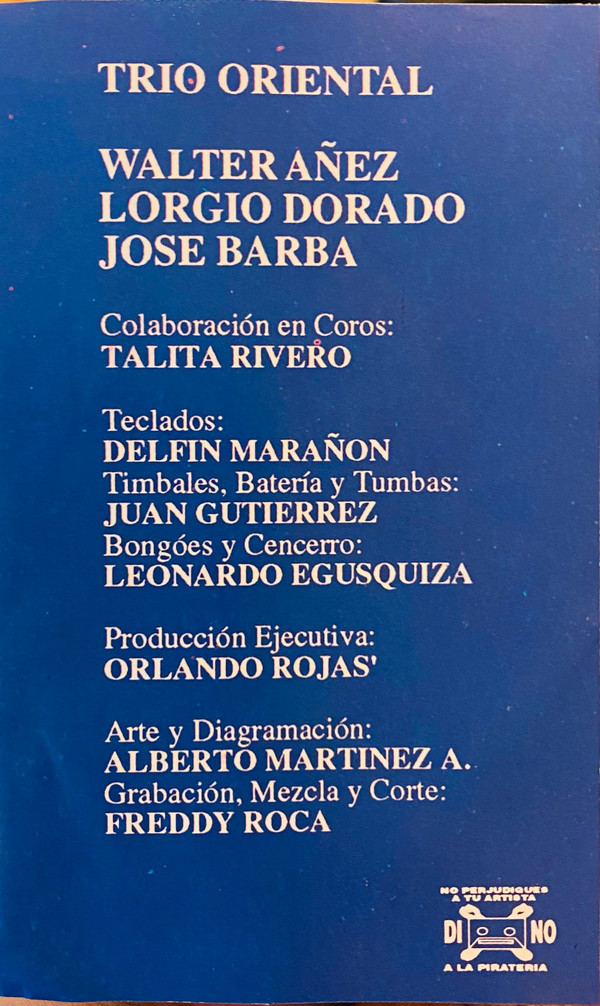 TRIO ORIENTAL
WALTER AÑEZ
LORGIO DORADO
JOSE BARBA
Colaboración en Coros:
TALITA RIVERO
Teclados:
DELFIN MARAÑON
Timbales, Batería y Tumbas:
JUAN GUTIERREZ
Bongóes y Cencerro:
LEONARDO EGUSQUIZA
Producción Ejecutiva:
ORLANDO ROJAS'
Arte y Diagramación:
ALBERTO MARTINEZ A.
Grabación, Mezcla y Corte:
FREDDY ROCA
NO PERJUDIQUES
A TU ARTISTA
DI NO
A LA PIRATERIA